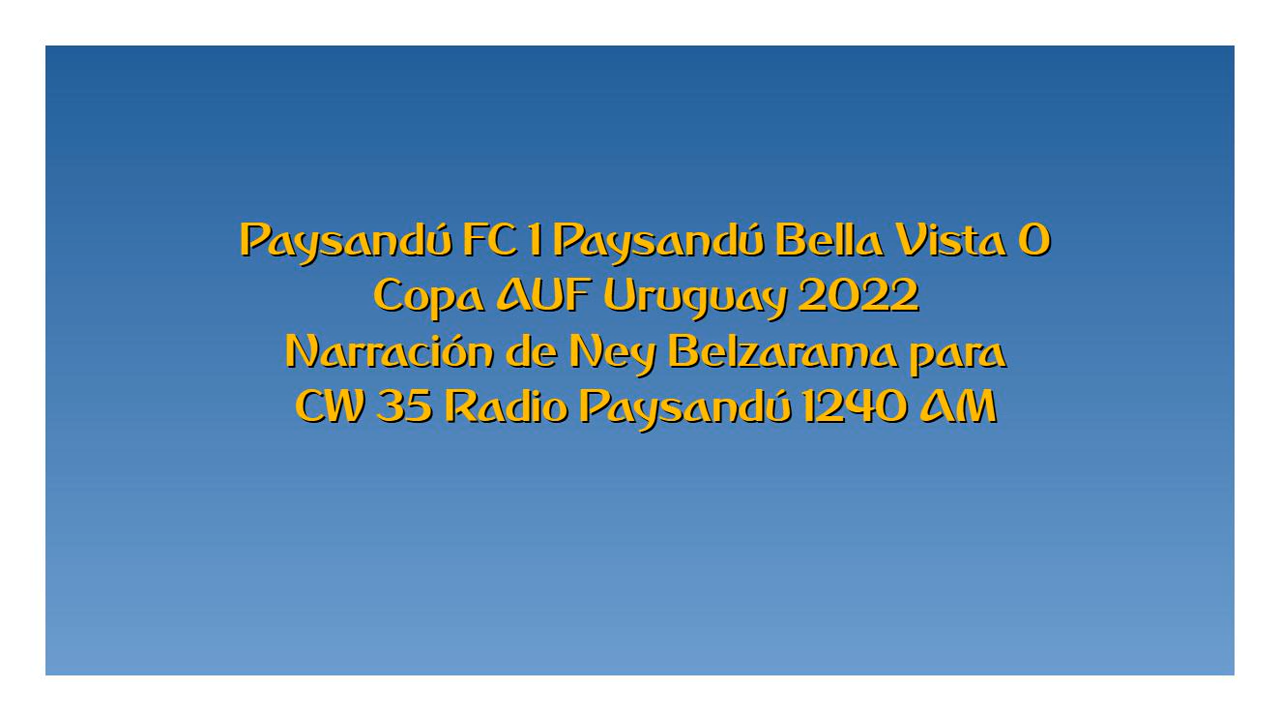 Paysandú FC 1 Paysandú Bella Vista 0
Copa AUF Uruguay 2022
Narración de Ney Belzarama para
CW 35 Radio Paysandú 1240 AM